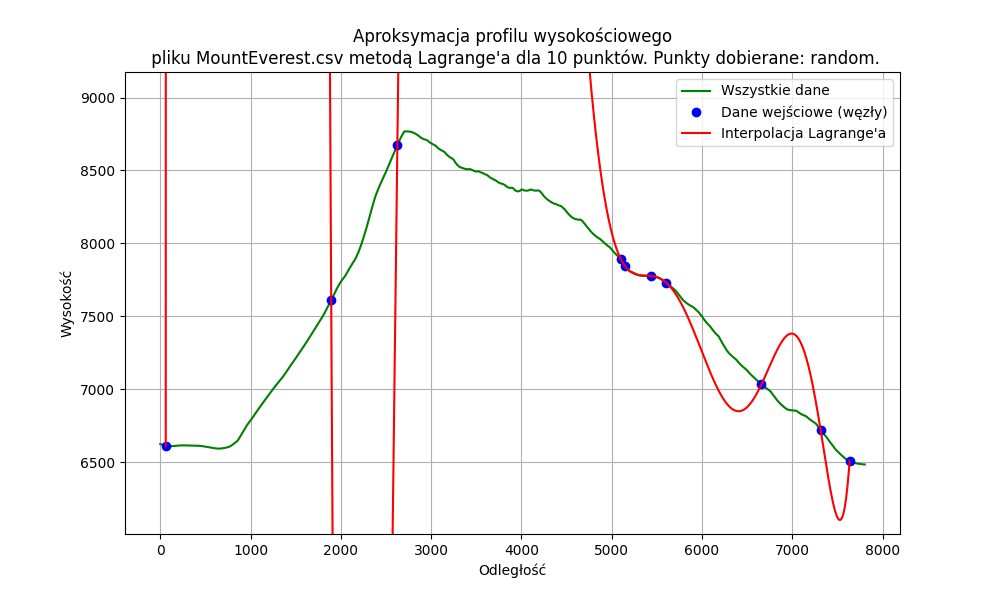 Aproksymacja profilu wysokościowego
pliku MountEverest.csv metodą Lagrange'a dla 10 punktów. Punkty dobierane: random.
Wszystkie dane
Dane wejściowe (węzły)
Interpolacja Lagrange'a
Wysokość
9000
8500
8000
7500
7000
6500
0 1000 2000 3000 4000 5000 6000 7000 8000
Odległość